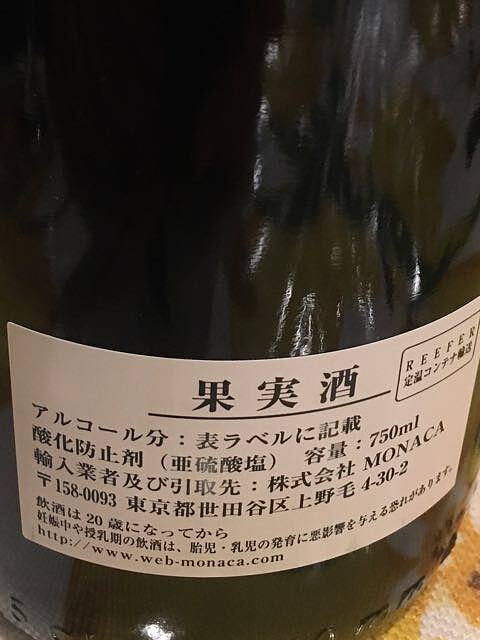 REEFER
定温コンテナ輸送
果実酒
アルコール分：表ラベルに記載
酸化防止剤（亜硫酸塩） 容量：750ml
輸入業者及び引取先：株式会社 MONACA
〒158-0093 東京都世田谷区上野毛 4-30-2
飲酒は20歳になってから
妊娠中や授乳期の飲酒は、胎児・乳児の発育に悪影響を与える恐れがあります。
http://www.web-monaca.com